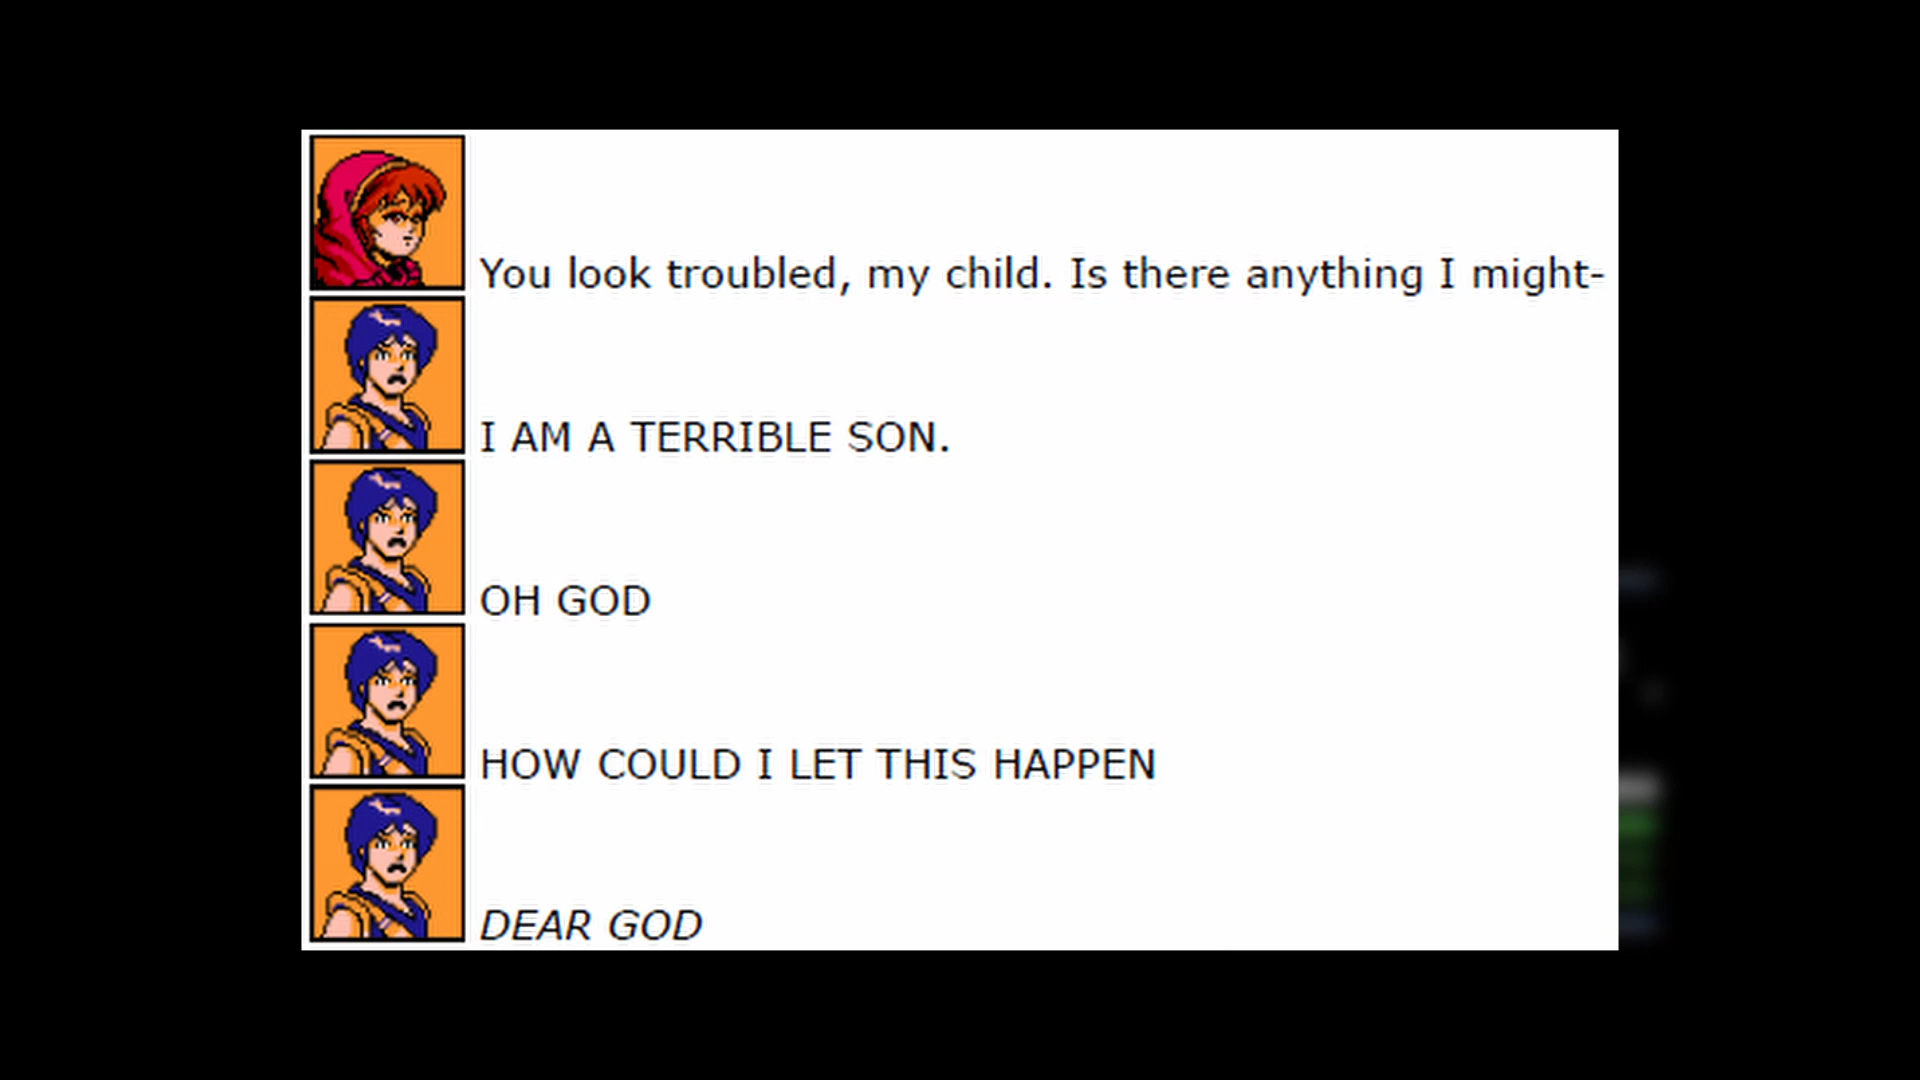 You look troubled, my child. Is there anything I might-
I AM A TERRIBLE SON.
OH GOD
HOW COULD I LET THIS HAPPEN
DEAR GOD